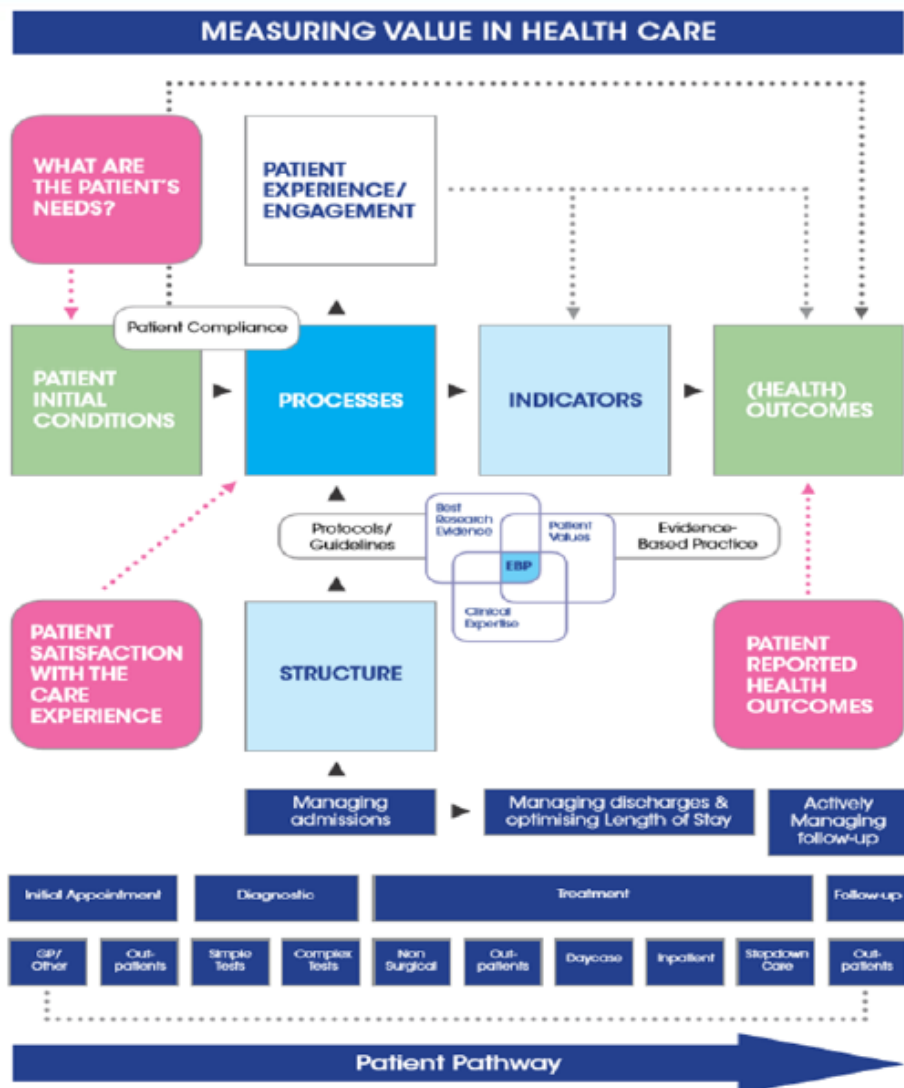 MEASURING VALUE IN HEALTH CARE
WHAT ARE
THE PATIENT'S
NEEDS?
PATIENT
EXPERIENCE/
ENGAGEMENT
Patient Compliance
PATIENT
INITIAL
CONDITIONS
PROCESSES
INDICATORS
(HEALTH)
OUTCOMES
Protocols/
Guidelines
Best
Research
Evidence
Patient
Values
EBP
Clinical
Expertise
Evidence-
Based Practice
PATIENT
SATISFACTION
WITH THE
CARE
EXPERIENCE
STRUCTURE
PATIENT
REPORTED
HEALTH
OUTCOMES
Managing
admissions
Managing discharges &
optimising Length of Stay
Actively
Managing
follow-up
Initial Appointment
Diagnostic
Treatment
Follow-up
GP/
Other
Out-
patients
Simple
Tests
Complex
Tests
Non
Surgical
Out-
patients
Daycase
Inpatient
Stepdown
Care
Out-
patients
Patient Pathway